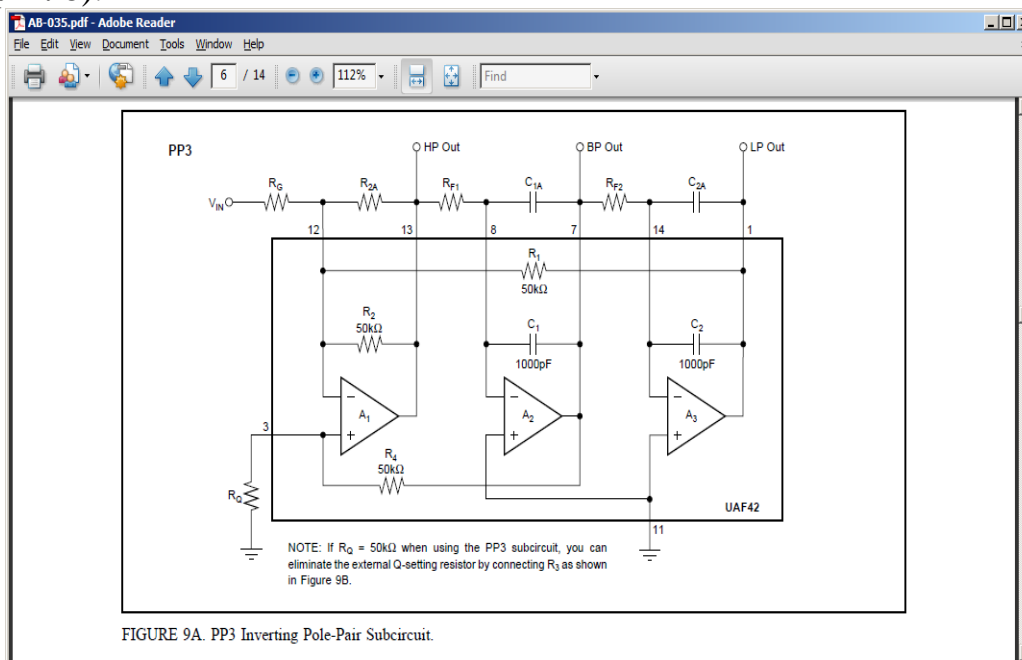 AB-035.pdf - Adobe Reader
File Edit View Document Tools Window Help
6 / 14 112% Find
PP3
HP Out BP Out LP Out
RG R2A RF1 C1A RF2 C2A
VIN
12 13 8 7 14 1
R1
50kΩ
R2
50kΩ
C1
1000pF
C2
1000pF
A1 A2 A3
3
R4
50kΩ
RQ
UAF42
11
NOTE: If RQ = 50kΩ when using the PP3 subcircuit, you can
eliminate the external Q-setting resistor by connecting R3 as shown
in Figure 9B.
FIGURE 9A. PP3 Inverting Pole-Pair Subcircuit.